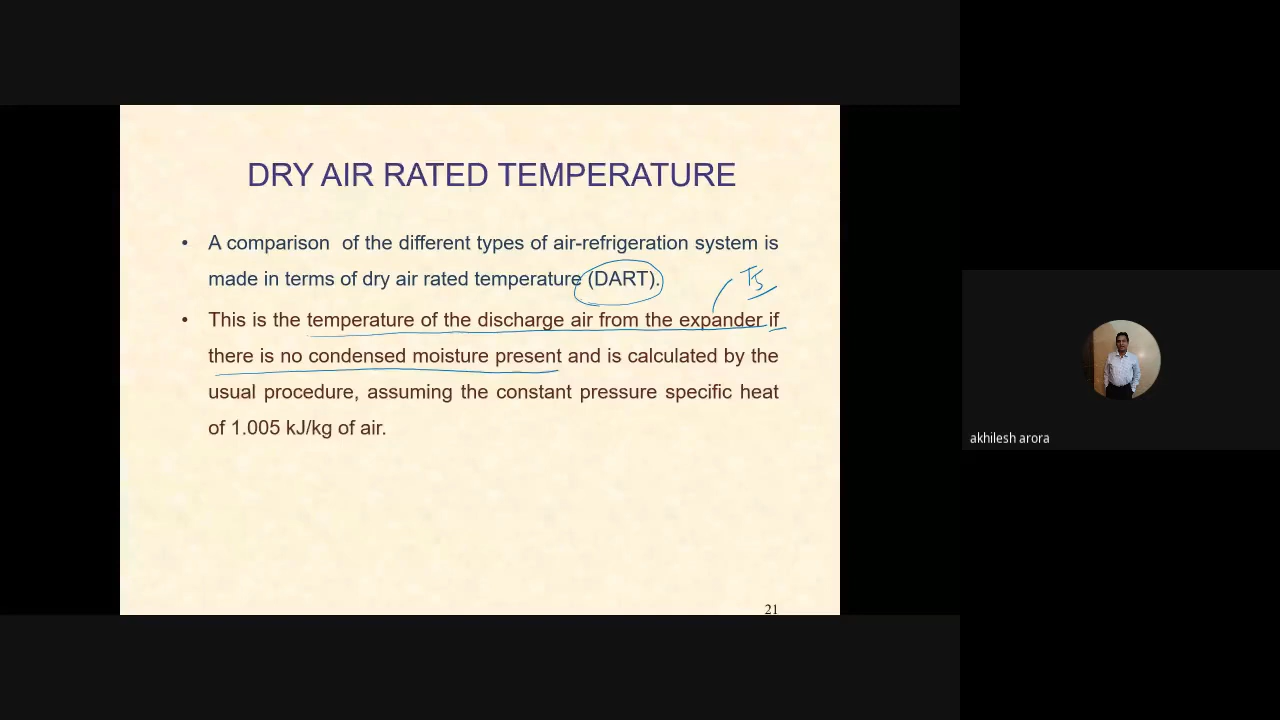 DRY AIR RATED TEMPERATURE
• A comparison of the different types of air-refrigeration system is
made in terms of dry air rated temperature (DART).
T5
• This is the temperature of the discharge air from the expander if
there is no condensed moisture present and is calculated by the
usual procedure, assuming the constant pressure specific heat
of 1.005 kJ/kg of air.
21
akhilesh arora